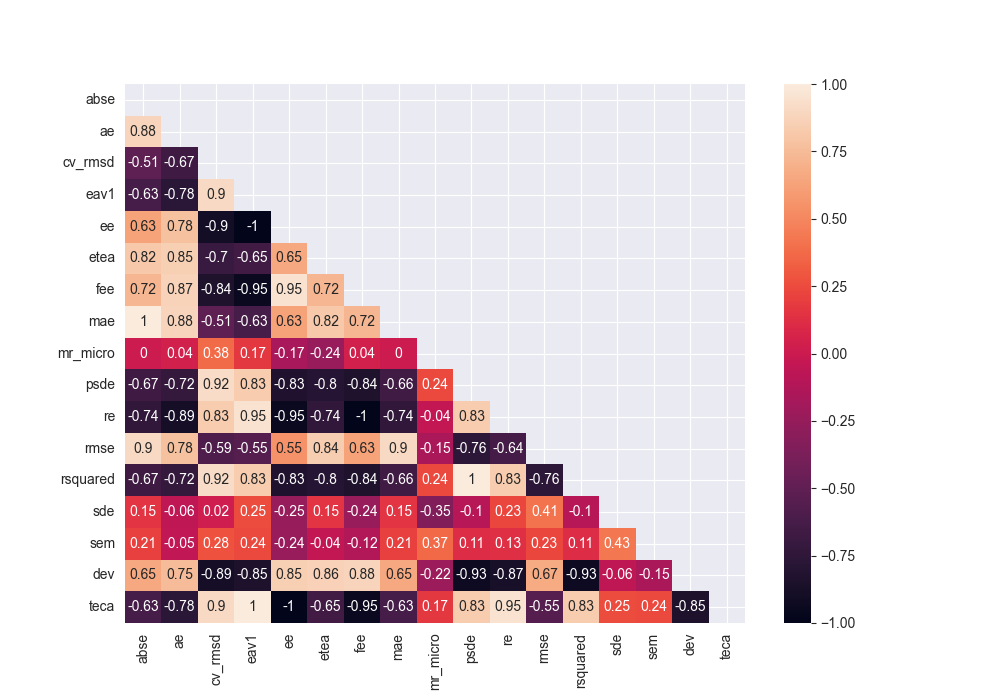 abse
ae 0.88
cv_rmsd -0.51 -0.67
eav1 -0.63 -0.78 0.9
ee 0.63 0.78 -0.9 -1
etea 0.82 0.85 -0.7 -0.65 0.65
fee 0.72 0.87 -0.84 -0.95 0.95 0.72
mae 1 0.88 -0.51 -0.63 0.63 0.82 0.72
mr_micro 0 0.04 0.38 0.17 -0.17 -0.24 0.04 0
psde -0.67 -0.72 0.92 0.83 -0.83 -0.8 -0.84 -0.66 0.24
re -0.74 -0.89 0.83 0.95 -0.95 -0.74 -1 -0.74 -0.04 0.83
rmse 0.9 0.78 -0.59 -0.55 0.55 0.84 0.63 0.9 -0.15 -0.76 -0.64
rsquared -0.67 -0.72 0.92 0.83 -0.83 -0.8 -0.84 -0.66 0.24 1 0.83 -0.76
sde 0.15 -0.06 0.02 0.25 -0.25 0.15 -0.24 0.15 -0.35 -0.1 0.23 0.41 -0.1
sem 0.21 -0.05 0.28 0.24 -0.24 -0.04 -0.12 0.21 0.37 0.11 0.13 0.23 0.11 0.43
dev 0.65 0.75 -0.89 -0.85 0.85 0.86 0.88 0.65 -0.22 -0.93 -0.87 0.67 -0.93 -0.06 -0.15
teca -0.63 -0.78 0.9 1 -1 -0.65 -0.95 -0.63 0.17 0.83 0.95 -0.55 0.83 0.25 0.24 -0.85
abse ae cv_rmsd eav1 ee etea fee mae mr_micro psde re rmse rsquared sde sem dev teca
1.00
0.75
0.50
0.25
0.00
−0.25
−0.50
−0.75
−1.00